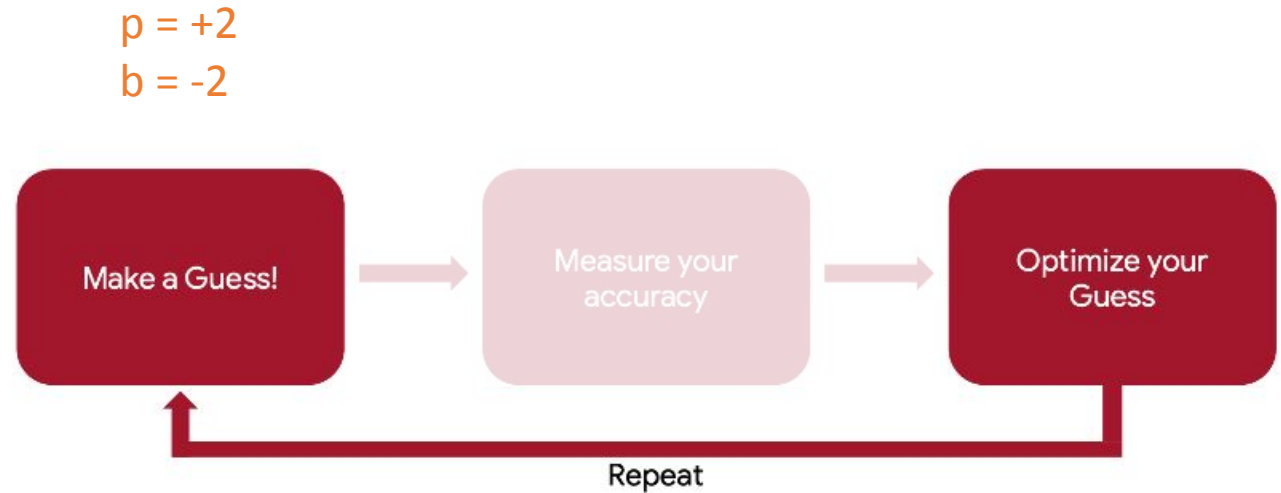 p = +2
b = -2
Make a Guess!
Measure your
accuracy
Optimize your
Guess
Repeat